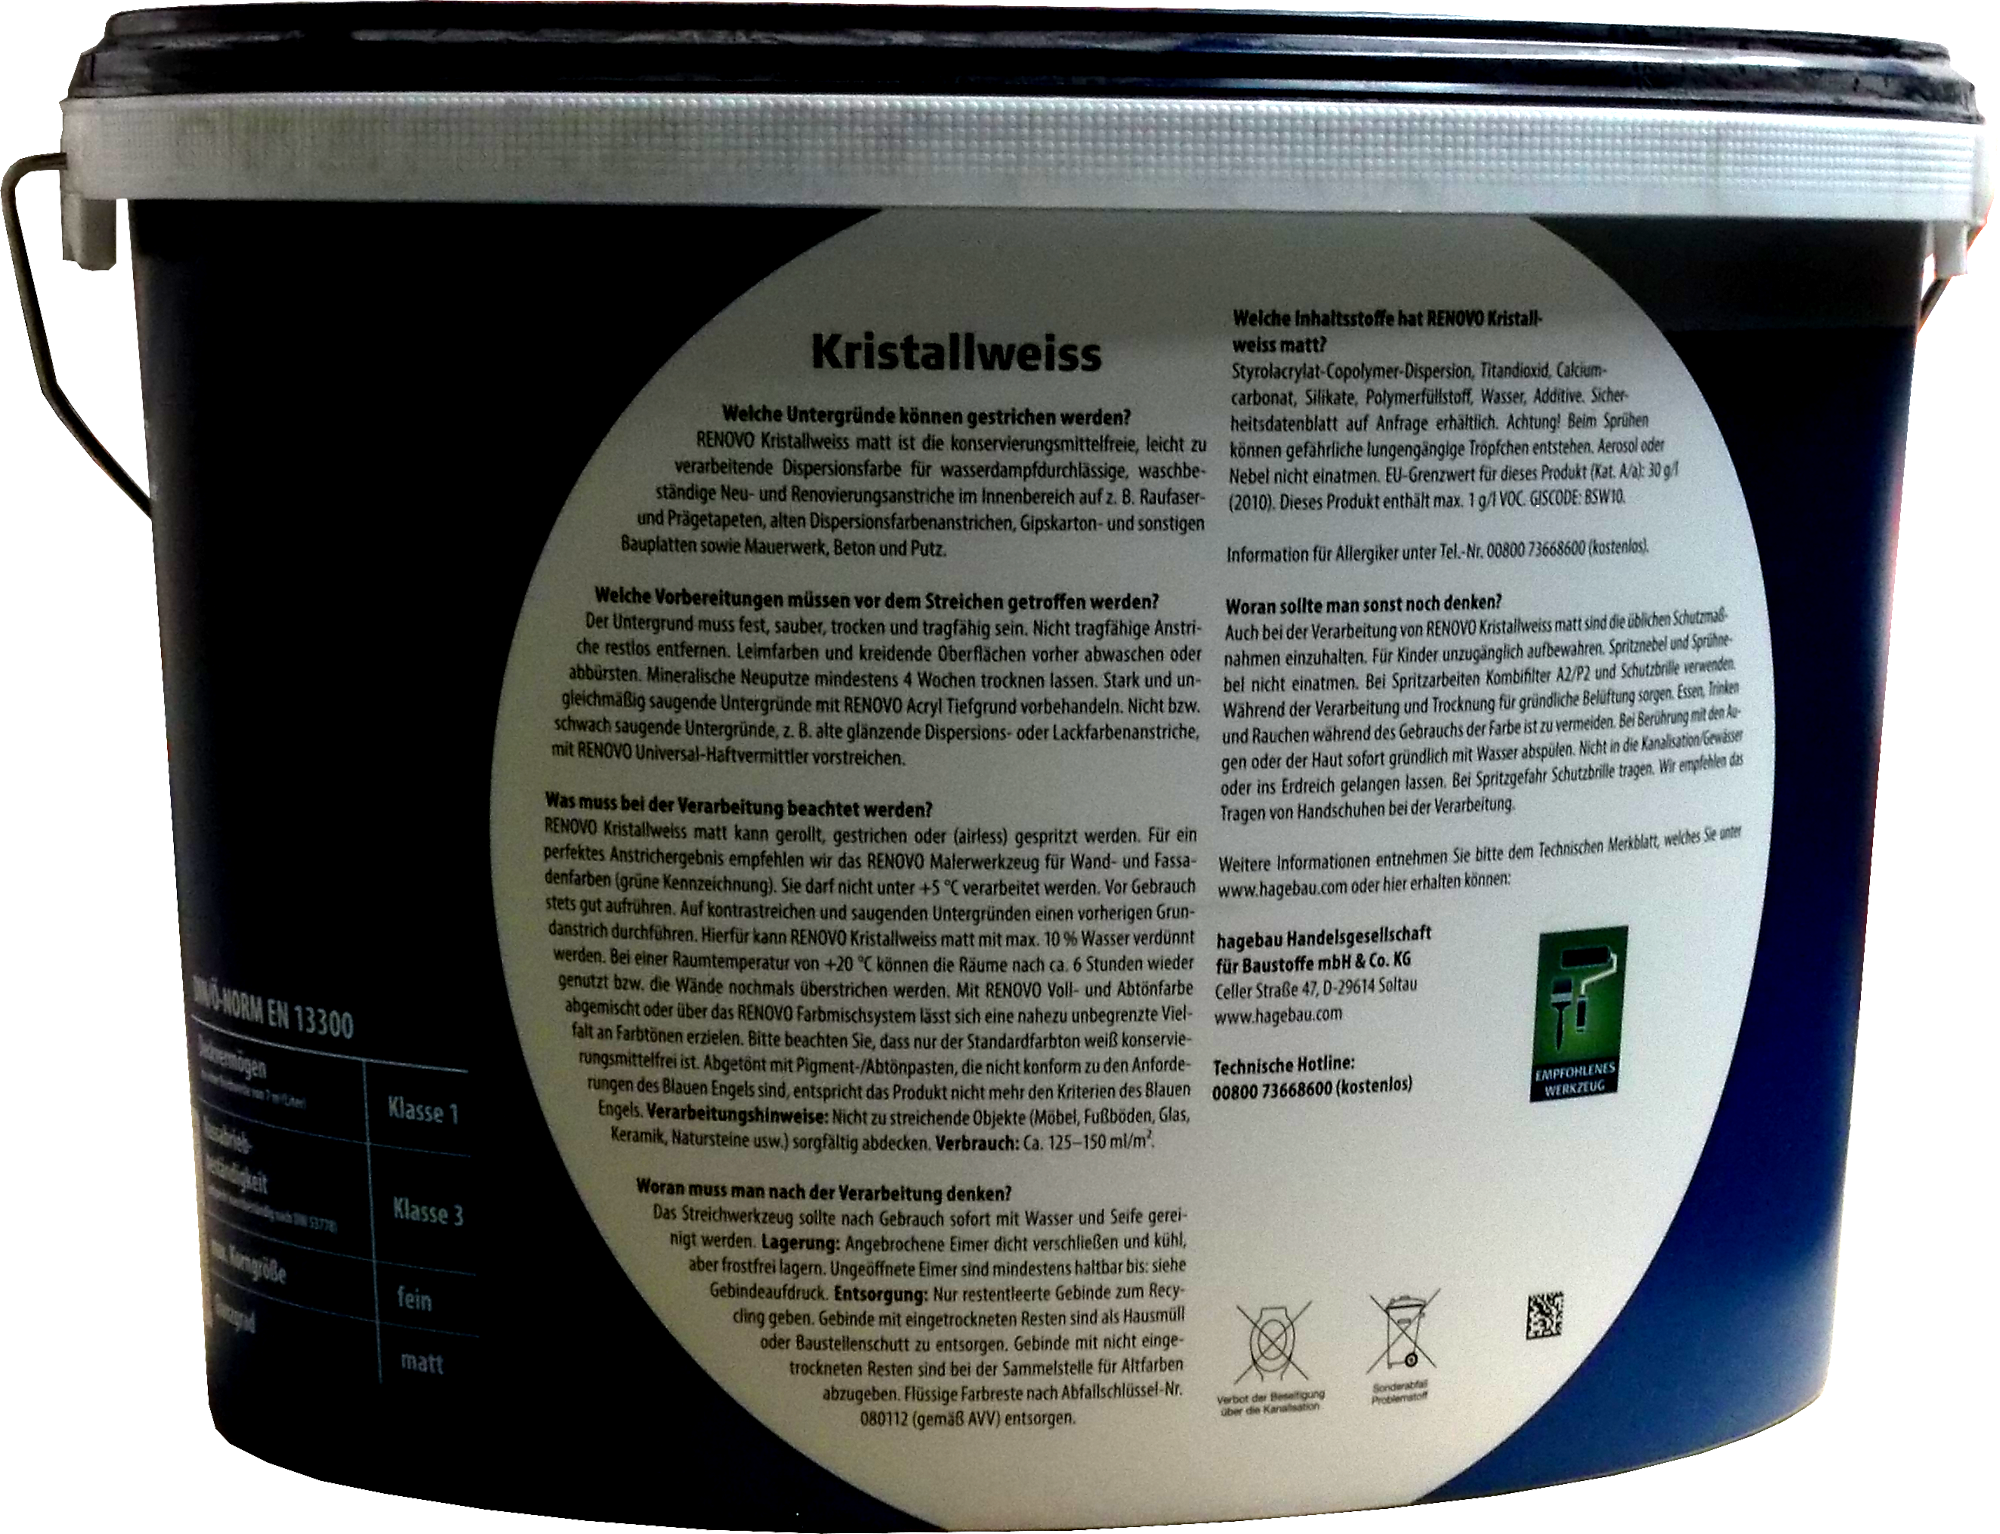 Kristallweiss
Welche Untergründe können gestrichen werden?
RENOVO Kristallweiss matt ist die konservierungsmittelfreie, leicht zu
verarbeitende Dispersionsfarbe für wasserdampfdurchlässige, waschbe-
ständige Neu- und Renovierungsanstriche im Innenbereich auf z. B. Raufaser-
und Prägetapeten, alten Dispersionsfarbenanstrichen, Gipskarton- und sonstigen
Bauplatten sowie Mauerwerk, Beton und Putz.
Welche Vorbereitungen müssen vor dem Streichen getroffen werden?
Der Untergrund muss fest, sauber, trocken und tragfähig sein. Nicht tragfähige Anstri-
che restlos entfernen. Leimfarben und kreidende Oberflächen vorher abwaschen oder
abbürsten. Mineralische Neuputze mindestens 4 Wochen trocknen lassen. Stark und un-
gleichmäßig saugende Untergründe mit RENOVO Acryl Tiefgrund vorbehandeln. Nicht bzw.
schwach saugende Untergründe, z. B. alte glänzende Dispersions- oder Lackfarbenanstriche,
mit RENOVO Universal-Haftvermittler vorstreichen.
Was muss bei der Verarbeitung beachtet werden?
RENOVO Kristallweiss matt kann gerollt, gestrichen oder (airless) gespritzt werden. Für ein
perfektes Anstrichergebnis empfehlen wir das RENOVO Malerwerkzeug für Wand- und Fassa-
denfarben (grüne Kennzeichnung). Sie darf nicht unter +5 °C verarbeitet werden. Vor Gebrauch
stets gut aufrühren. Auf kontrastreichen und saugenden Untergründen einen vorherigen Grun-
danstrich durchführen. Hierfür kann RENOVO Kristallweiss matt mit max. 10 % Wasser verdünnt
werden. Bei einer Raumtemperatur von +20 °C können die Räume nach ca. 6 Stunden wieder
genutzt bzw. die Wände nochmals überstrichen werden. Mit RENOVO Voll- und Abtönfarbe
abgemischt oder über das RENOVO Farbmischsystem lässt sich eine nahezu unbegrenzte Viel-
falt an Farbtönen erzielen. Bitte beachten Sie, dass nur der Standardfarbton weiß konservie-
rungsmittelfrei ist. Abgetönt mit Pigment-/Abtönpasten, die nicht konform zu den Anforde-
rungen des Blauen Engels sind, entspricht das Produkt nicht mehr den Kriterien des Blauen
Engels. Verarbeitungshinweise: Nicht zu streichende Objekte (Möbel, Fußböden, Glas,
Keramik, Natursteine usw.) sorgfältig abdecken. Verbrauch: Ca. 125–150 ml/m².
Woran muss man nach der Verarbeitung denken?
Das Streichwerkzeug sollte nach Gebrauch sofort mit Wasser und Seife gerei-
nigt werden. Lagerung: Angebrochene Eimer dicht verschließen und kühl,
aber frostfrei lagern. Ungeöffnete Eimer sind mindestens haltbar bis: siehe
Gebindeaufdruck. Entsorgung: Nur restentleerte Gebinde zum Recy-
cling geben. Gebinde mit eingetrockneten Resten sind als Hausmüll
oder Baustellenschutt zu entsorgen. Gebinde mit nicht einge-
trockneten Resten sind bei der Sammelstelle für Altfarben
abzugeben. Flüssige Farbreste nach Abfallschlüssel-Nr.
080112 (gemäß AVV) entsorgen.
Welche Inhaltsstoffe hat RENOVO Kristall-
weiss matt?
Styrolacrylat-Copolymer-Dispersion, Titandioxid, Calcium-
carbonat, Silikate, Polymerfüllstoff, Wasser, Additive. Sicher-
heitsdatenblatt auf Anfrage erhältlich. Achtung! Beim Sprühen
können gefährliche lungengängige Tröpfchen entstehen. Aerosol oder
Nebel nicht einatmen. EU-Grenzwert für dieses Produkt (Kat. A/a): 30 g/l
(2010). Dieses Produkt enthält max. 1 g/l VOC. GISCODE: BSW10.
Information für Allergiker unter Tel.-Nr. 00800 73668600 (kostenlos).
Woran sollte man sonst noch denken?
Auch bei der Verarbeitung von RENOVO Kristallweiss matt sind die üblichen Schutzmaß-
nahmen einzuhalten. Für Kinder unzugänglich aufbewahren. Spritznebel und Sprühne-
bel nicht einatmen. Bei Spritzarbeiten Kombifilter A2/P2 und Schutzbrille verwenden.
Während der Verarbeitung und Trocknung für gründliche Belüftung sorgen. Essen, Trinken
und Rauchen während des Gebrauchs der Farbe ist zu vermeiden. Bei Berührung mit den Au-
gen oder der Haut sofort gründlich mit Wasser abspülen. Nicht in die Kanalisation/Gewässer
oder ins Erdreich gelangen lassen. Bei Spritzgefahr Schutzbrille tragen. Wir empfehlen das
Tragen von Handschuhen bei der Verarbeitung.
Weitere Informationen entnehmen Sie bitte dem Technischen Merkblatt, welches Sie unter
www.hagebau.com oder hier erhalten können:
hagebau Handelsgesellschaft
für Baustoffe mbH & Co. KG
Celler Straße 47, D-29614 Soltau
www.hagebau.com
Technische Hotline:
00800 73668600 (kostenlos)
EMPFOHLENES
WERKZEUG
Verbot der Beseitigung
über die Kanalisation
Sonderabfall
Problemstoff
DIN/Ö-NORM EN 13300
Deckvermögen
Klasse 1
Nassabrieb-
beständigkeit
Klasse 3
max. Korngröße
fein
Glanzgrad
matt